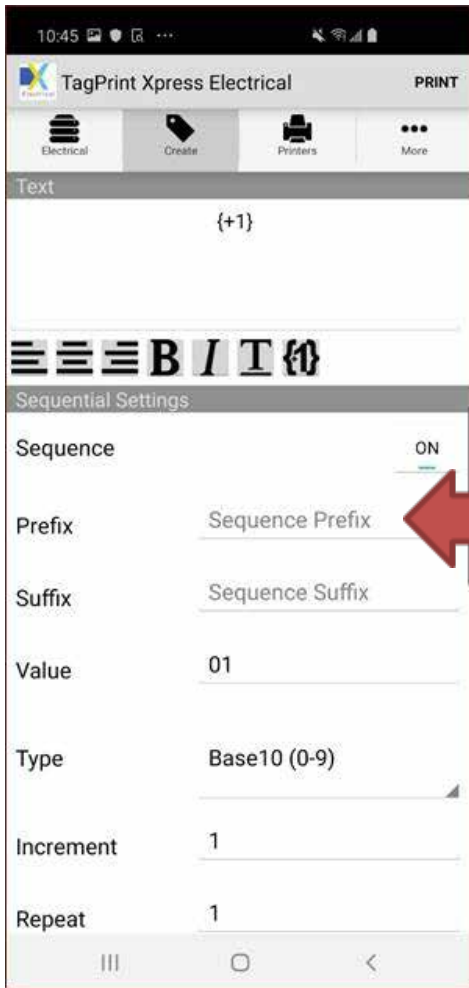 10:45
TagPrint Xpress Electrical PRINT
Electrical Create Printers More
Text
{+1}
B I T {1}
Sequential Settings
Sequence ON
Prefix Sequence Prefix
Suffix Sequence Suffix
Value 01
Type Base10 (0-9)
Increment 1
Repeat 1